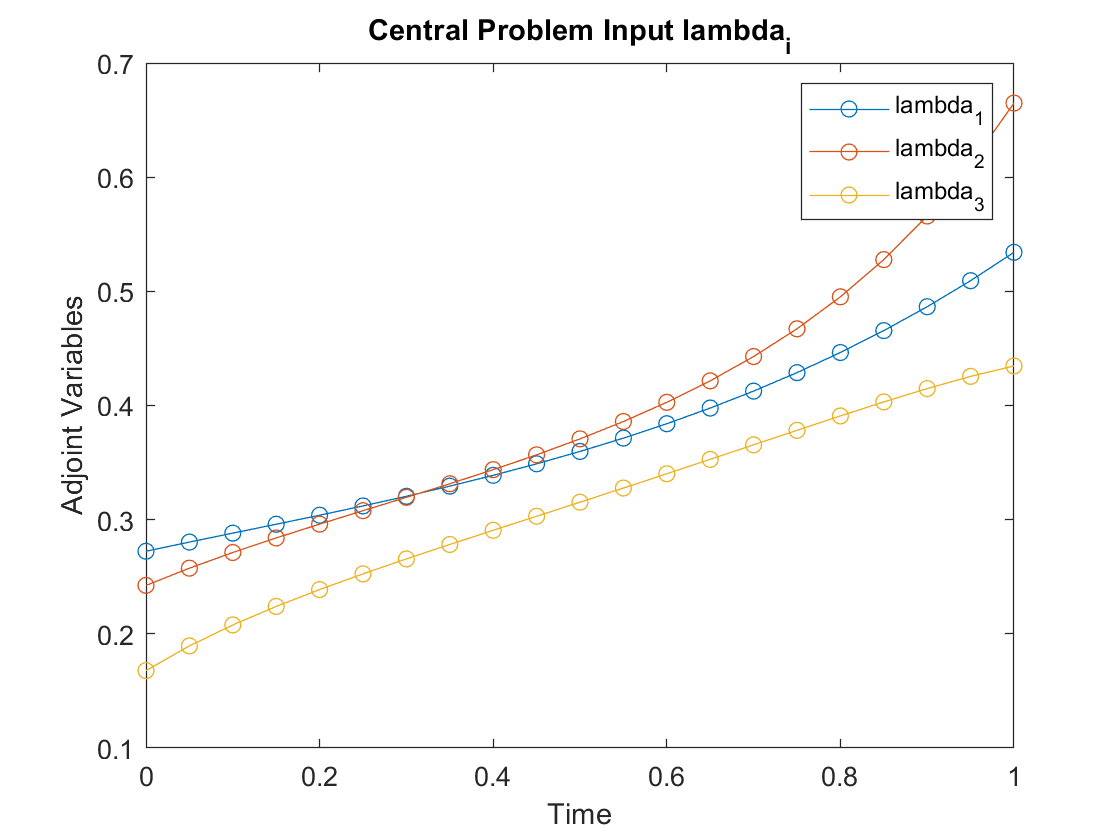 Central Problem Input lambda_i
0.7
0.6
0.5
0.4
0.3
0.2
0.1
Adjoint Variables
lambda_1
lambda_2
lambda_3
0 0.2 0.4 0.6 0.8 1
Time